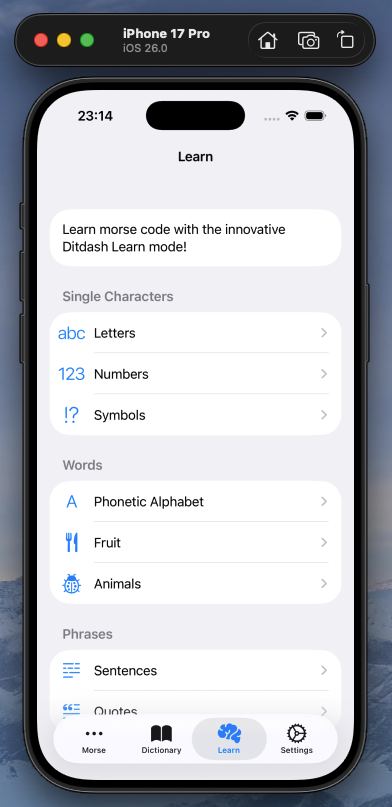 iPhone 17 Pro
iOS 26.0
23:14
Learn
Learn morse code with the innovative
Ditdash Learn mode!
Single Characters
abc Letters
123 Numbers
!? Symbols
Words
A Phonetic Alphabet
Fruit
Animals
Phrases
Sentences
Quotes
Morse Dictionary Learn Settings